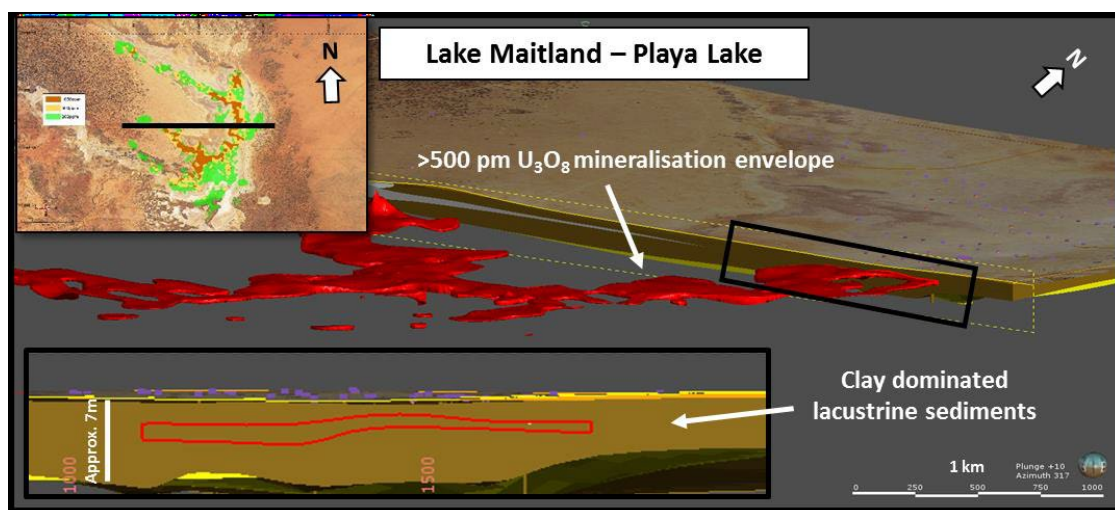 Lake Maitland – Playa Lake
N
N
>500 pm U₃O₈ mineralisation envelope
Clay dominated
lacustrine sediments
Approx. 7m
1000
1500
1 km
Plunge +10
Azimuth 317
0 250 500 750 1000